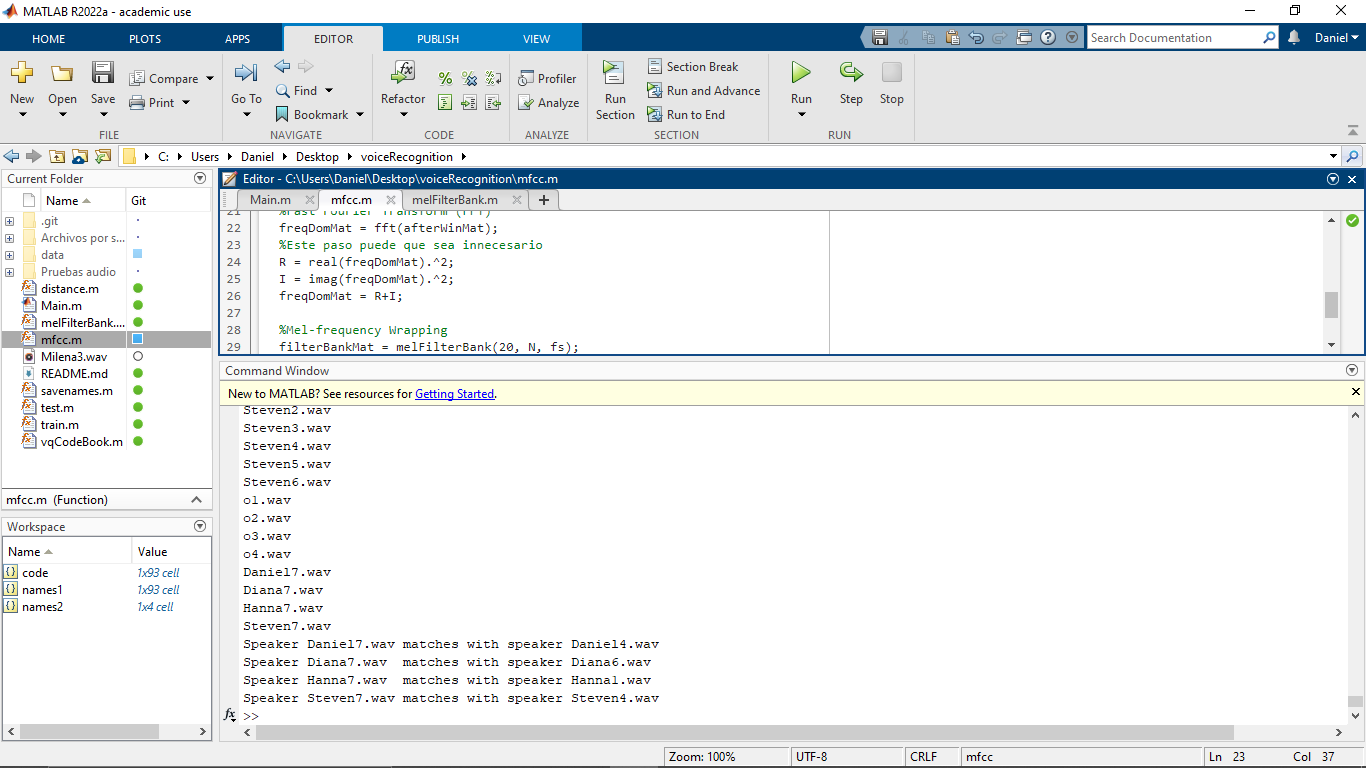 MATLAB R2022a - academic use
HOME PLOTS APPS EDITOR PUBLISH VIEW
Search Documentation
Daniel
New Open Save
Compare
Print
FILE
Go To
Find
Bookmark
NAVIGATE
Refactor
CODE
Profiler
Analyze
ANALYZE
Run Section
Section Break
Run and Advance
Run to End
SECTION
Run Step Stop
RUN
C: Users Daniel Desktop voiceRecognition
Current Folder
Name Git
.git
Archivos por s...
data
Pruebas audio
distance.m
Main.m
melFilterBank....
mfcc.m
Milena3.wav
README.md
savenames.m
test.m
train.m
vqCodeBook.m
mfcc.m (Function)
Workspace
Name Value
code 1x93 cell
names1 1x93 cell
names2 1x4 cell
Editor - C:\Users\Daniel\Desktop\voiceRecognition\mfcc.m
Main.m mfcc.m melFilterBank.m
21 %Fast Fourier Transform (FFT)
22 freqDomMat = fft(afterWinMat);
23 %Este paso puede que sea innecesario
24 R = real(freqDomMat).^2;
25 I = imag(freqDomMat).^2;
26 freqDomMat = R+I;
27
28 %Mel-frequency Wrapping
29 filterBankMat = melFilterBank(20, N, fs);
Command Window
New to MATLAB? See resources for Getting Started.
Steven2.wav
Steven3.wav
Steven4.wav
Steven5.wav
Steven6.wav
o1.wav
o2.wav
o3.wav
o4.wav
Daniel7.wav
Diana7.wav
Hanna7.wav
Steven7.wav
Speaker Daniel7.wav matches with speaker Daniel4.wav
Speaker Diana7.wav  matches with speaker Diana6.wav
Speaker Hanna7.wav  matches with speaker Hanna1.wav
Speaker Steven7.wav matches with speaker Steven4.wav
fx >>
Zoom: 100% UTF-8 CRLF mfcc Ln 23 Col 37